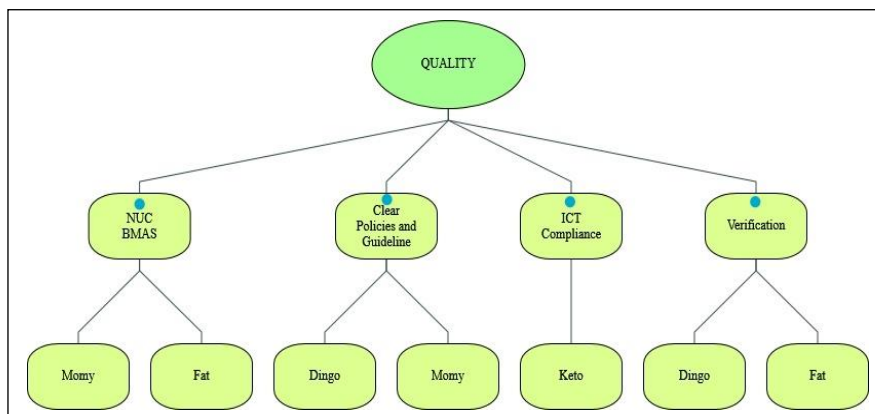 QUALITY
NUC
BMAS
Clear
Policies and
Guideline
ICT
Compliance
Verification
Momy
Fat
Dingo
Momy
Keto
Dingo
Fat